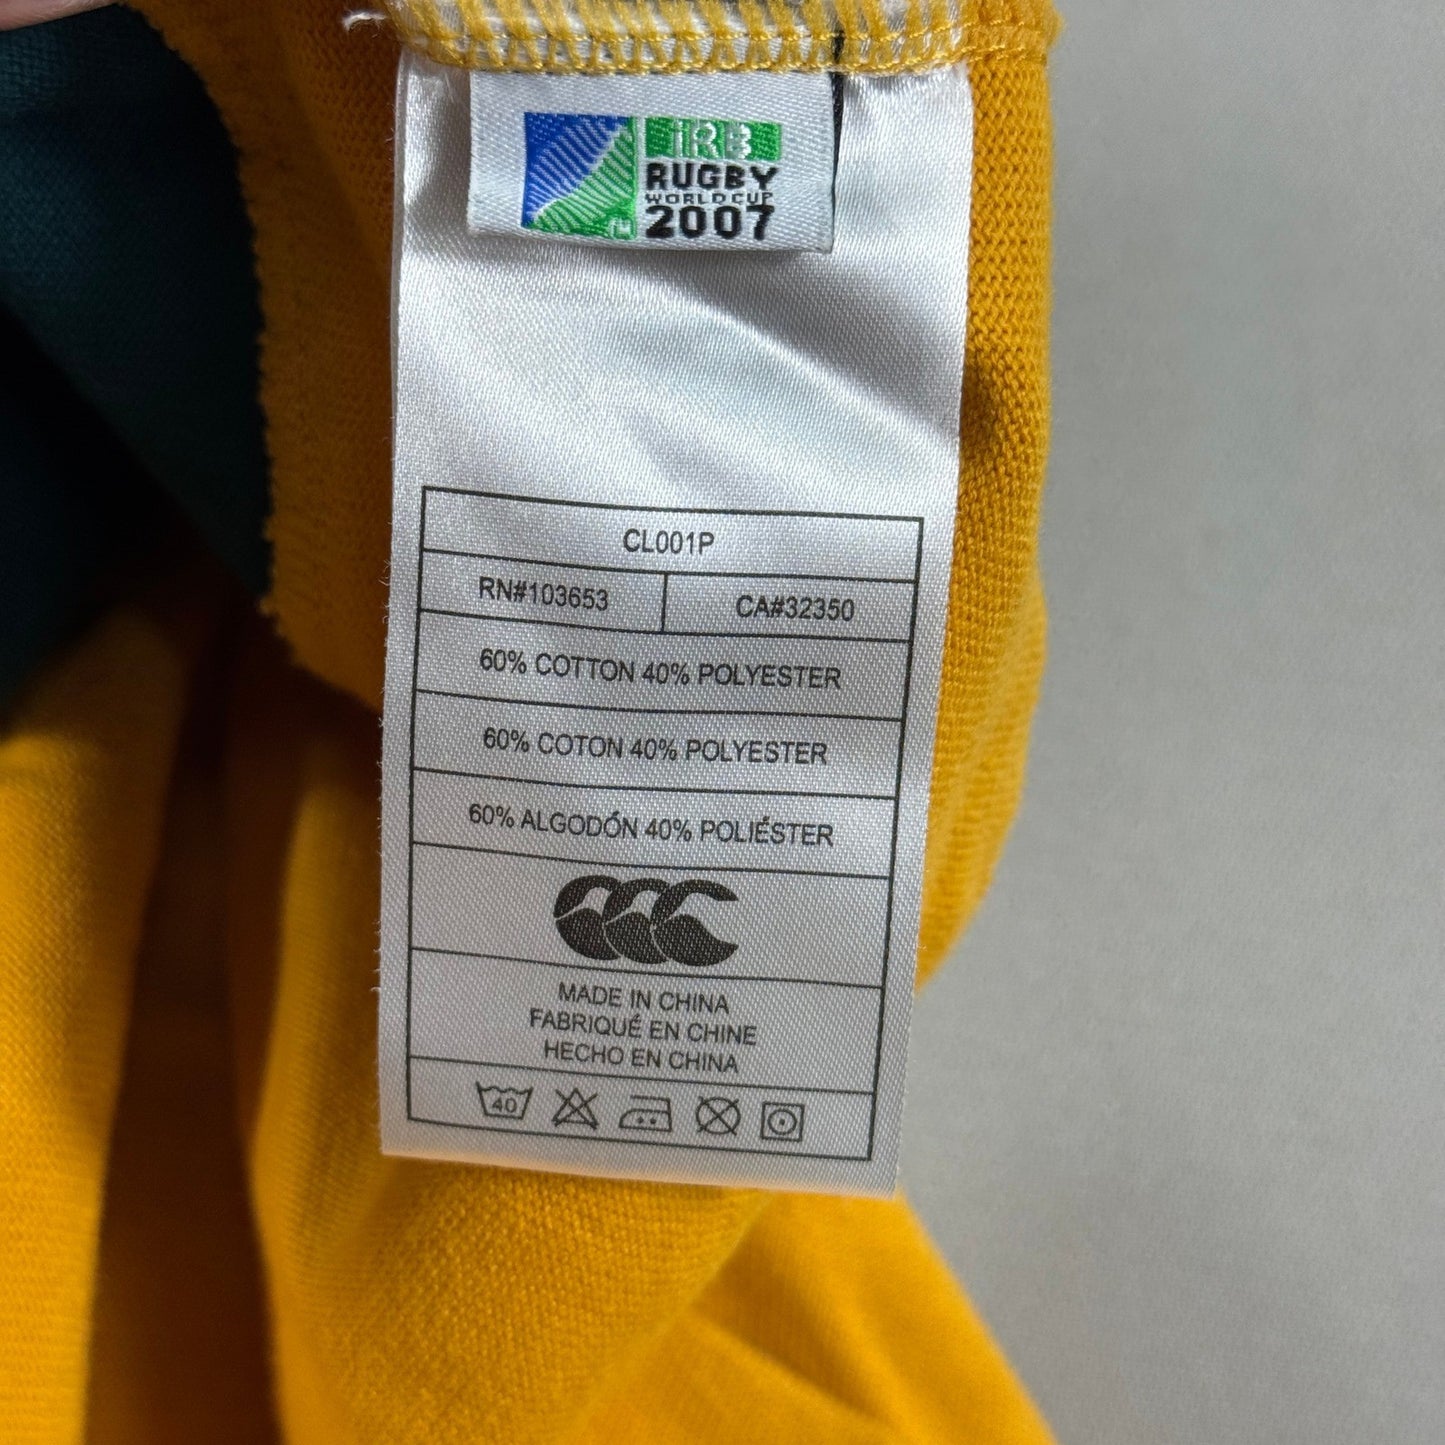 iRB
RUGBY
WORLD CUP
2007
CL001P
RN#103653 CA#32350
60% COTTON 40% POLYESTER
60% COTON 40% POLYESTER
60% ALGODÓN 40% POLIÉSTER
CCC
MADE IN CHINA
FABRIQUÉ EN CHINE
HECHO EN CHINA
40